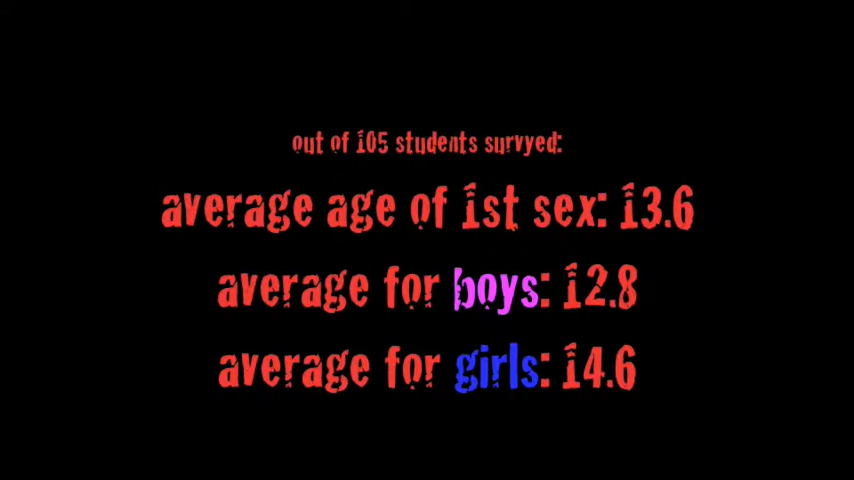 out of 105 students survyed:
average age of 1st sex: 13.6
average for boys: 12.8
average for girls: 14.6